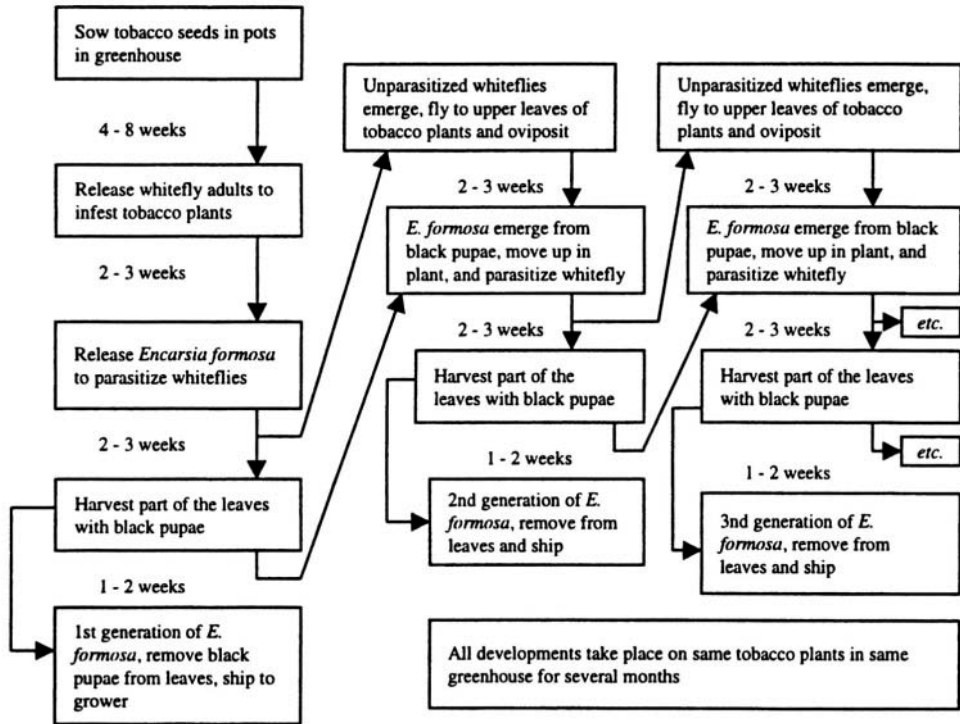 Sow tobacco seeds in pots
in greenhouse
4 - 8 weeks
Release whitefly adults to
infest tobacco plants
2 - 3 weeks
Release Encarsia formosa
to parasitize whiteflies
2 - 3 weeks
Harvest part of the leaves
with black pupae
1 - 2 weeks
1st generation of E.
formosa, remove black
pupae from leaves, ship to
grower
Unparasitized whiteflies
emerge, fly to upper leaves of
tobacco plants and oviposit
2 - 3 weeks
E. formosa emerge from
black pupae, move up in
plant, and parasitize whitefly
2 - 3 weeks
Harvest part of the
leaves with black pupae
1 - 2 weeks
2nd generation of E.
formosa, remove from
leaves and ship
Unparasitized whiteflies emerge,
fly to upper leaves of tobacco
plants and oviposit
2 - 3 weeks
E. formosa emerge from black
pupae, move up in plant, and
parasitize whitefly
etc.
2 - 3 weeks
Harvest part of the leaves
with black pupae
etc.
1 - 2 weeks
3nd generation of E.
formosa, remove from
leaves and ship
All developments take place on same tobacco plants in same
greenhouse for several months